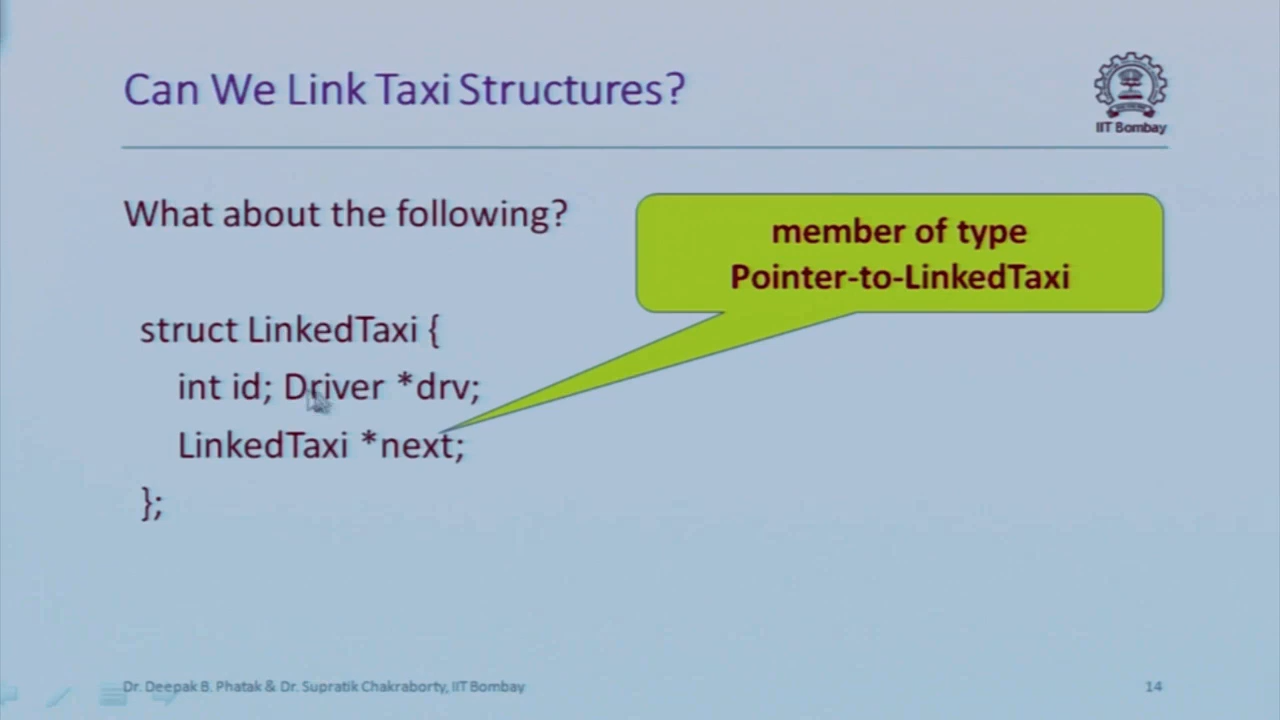 Can We Link Taxi Structures?
IIT Bombay
What about the following?
member of type
Pointer-to-LinkedTaxi
struct LinkedTaxi {
int id; Driver *drv;
LinkedTaxi *next;
};
Dr. Deepak B. Phatak & Dr. Supratik Chakraborty, IIT Bombay
14